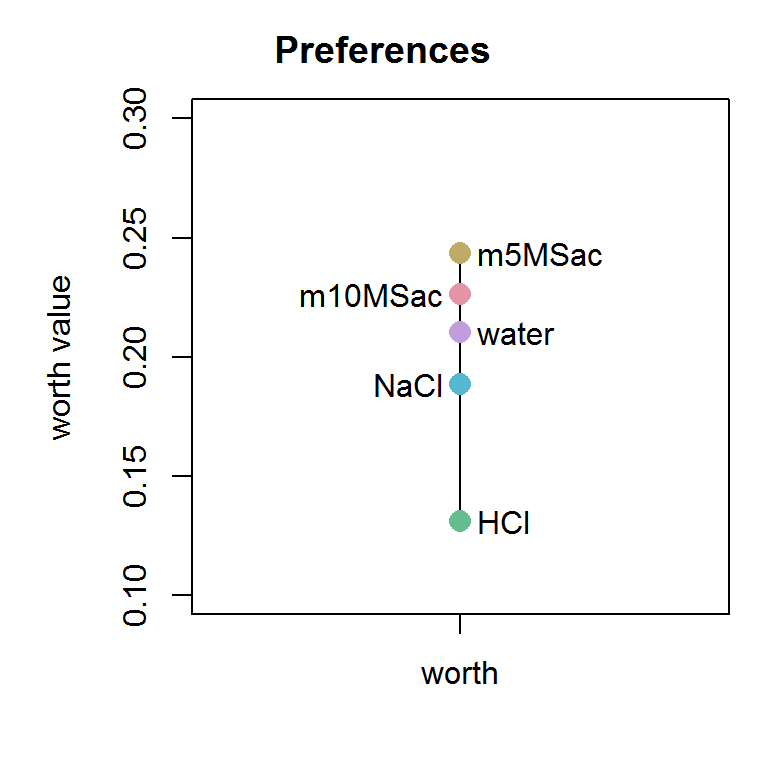 Preferences
0.30
0.25
0.20
0.15
0.10
worth value
m5MSac
m10MSac
water
NaCl
HCl
worth